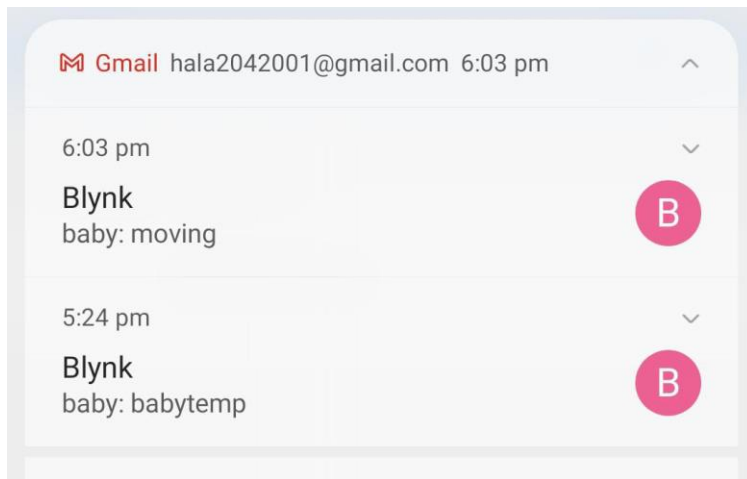 Gmail hala2042001@gmail.com 6:03 pm
6:03 pm
Blynk
baby: moving
B
5:24 pm
Blynk
baby: babytemp
B